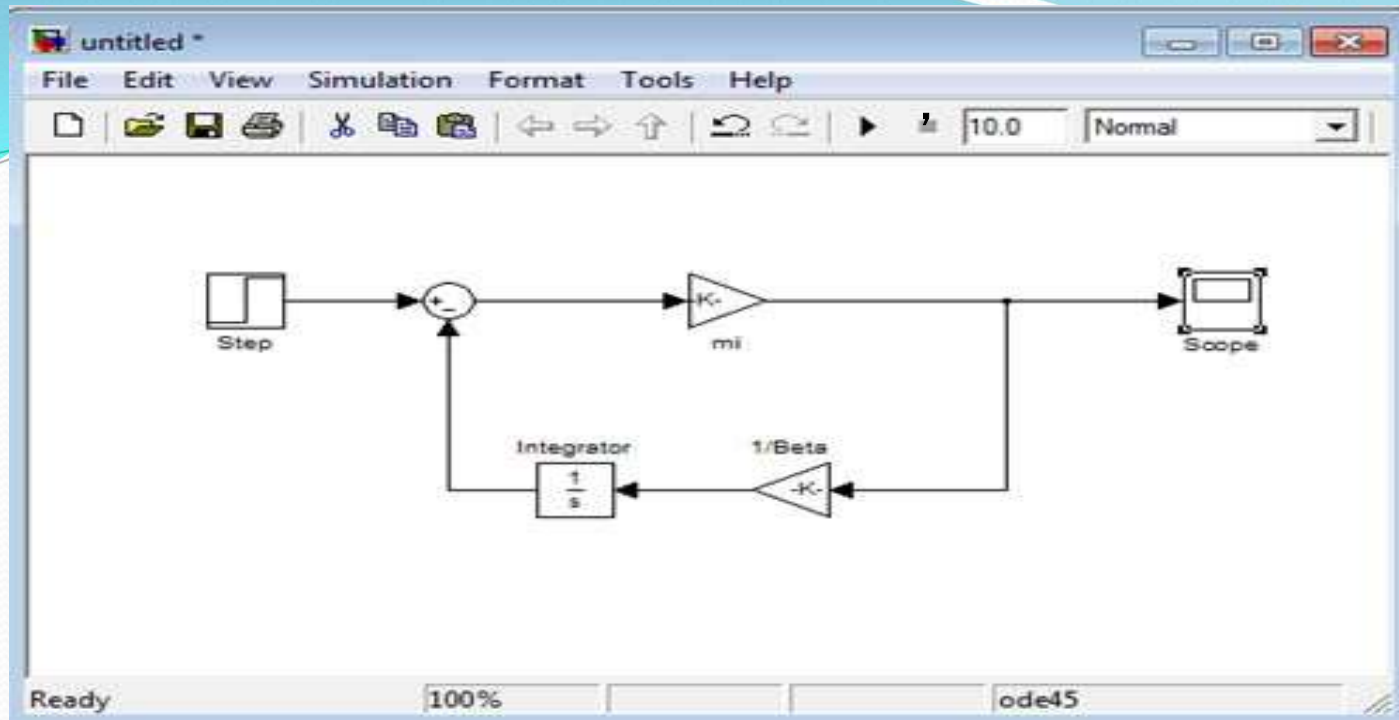 untitled *
File Edit View Simulation Format Tools Help
10.0 Normal
+
-
K-
Step
mi
Scope
Integrator 1/Beta
1
s
-K-
Ready 100% ode45